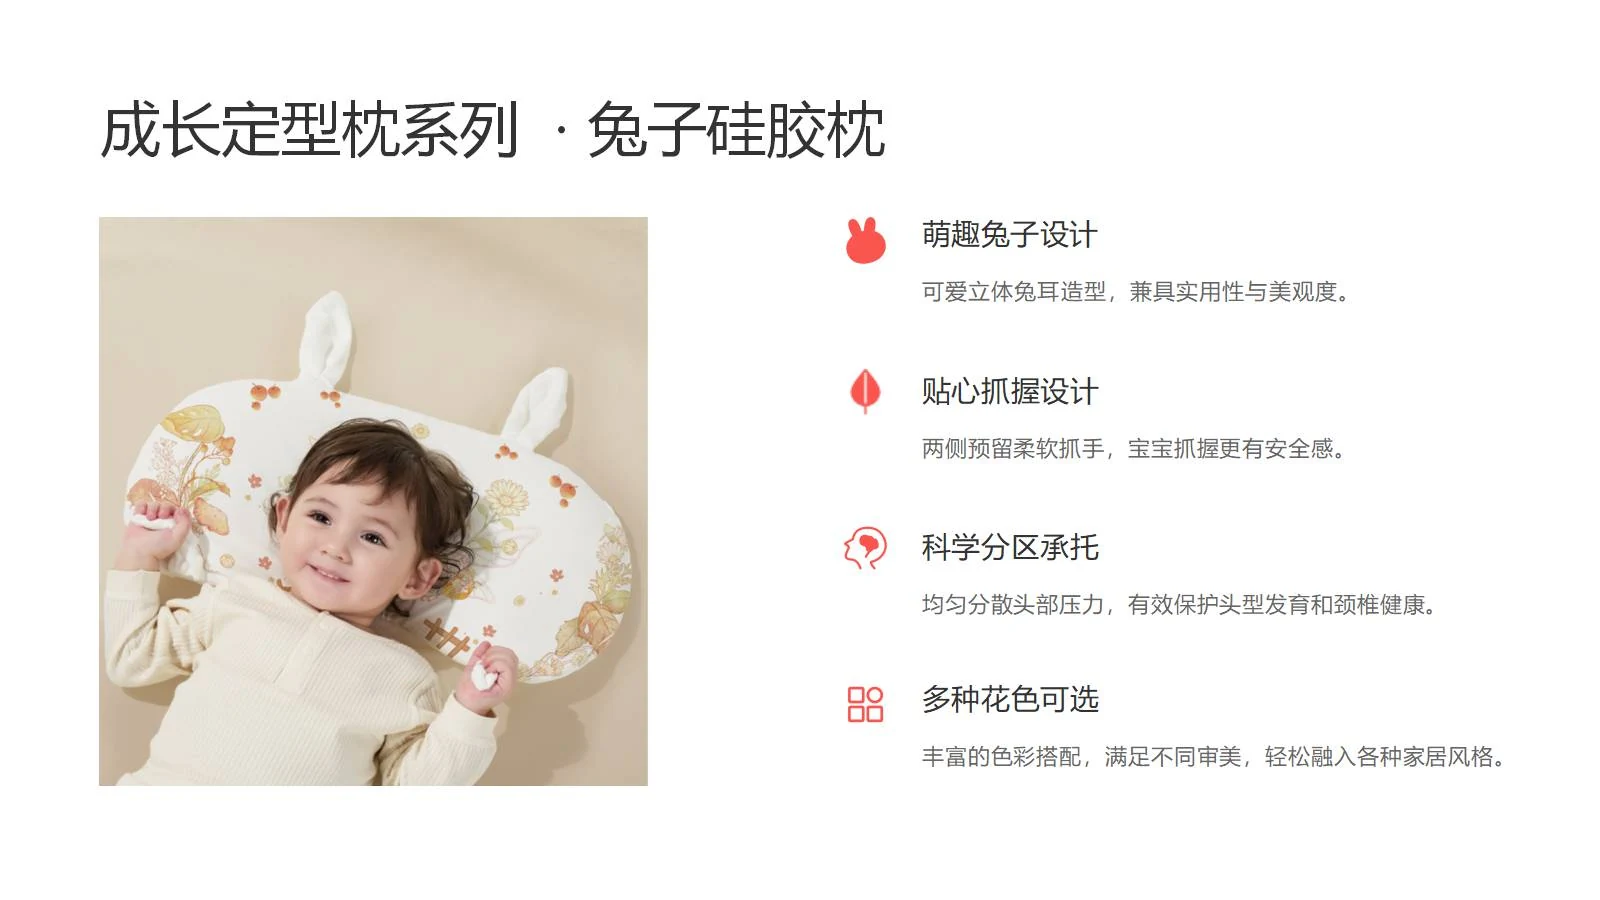 成长定型枕系列 · 兔子硅胶枕
萌趣兔子设计
可爱立体兔耳造型，兼具实用性与美观度。
贴心抓握设计
两侧预留柔软抓手，宝宝抓握更有安全感。
科学分区承托
均匀分散头部压力，有效保护头型发育和颈椎健康。
多种花色可选
丰富的色彩搭配，满足不同审美，轻松融入各种家居风格。